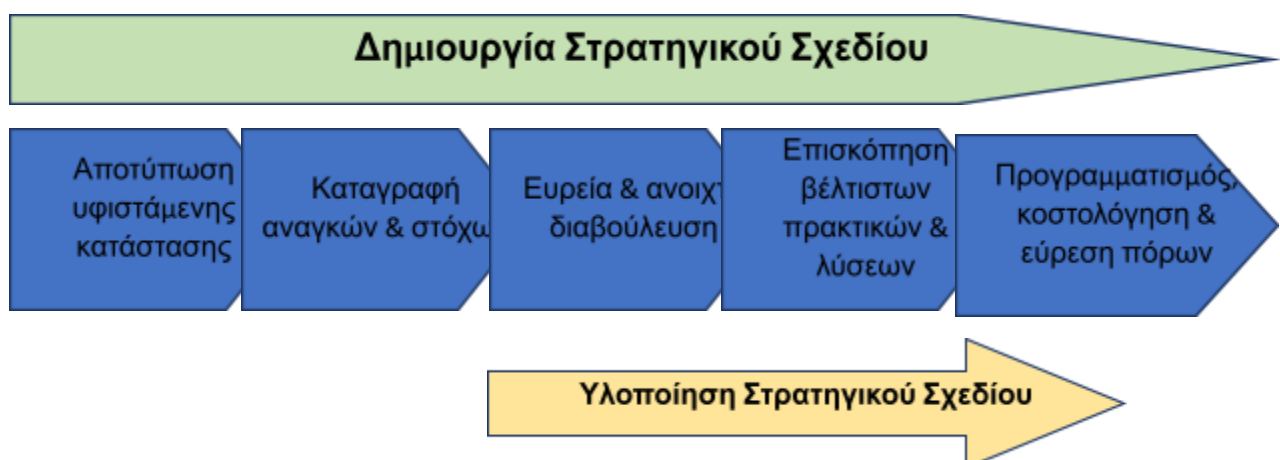 Δημιουργία Στρατηγικού Σχεδίου
Αποτύπωση
υφιστάμενης
κατάστασης
Καταγραφή
αναγκών & στόχω
Ευρεία & ανοιχτ
διαβούλευση
Επισκόπηση
βέλτιστων
πρακτικών &
λύσεων
Προγραμματισμός,
κοστολόγηση &
εύρεση πόρων
Υλοποίηση Στρατηγικού Σχεδίου